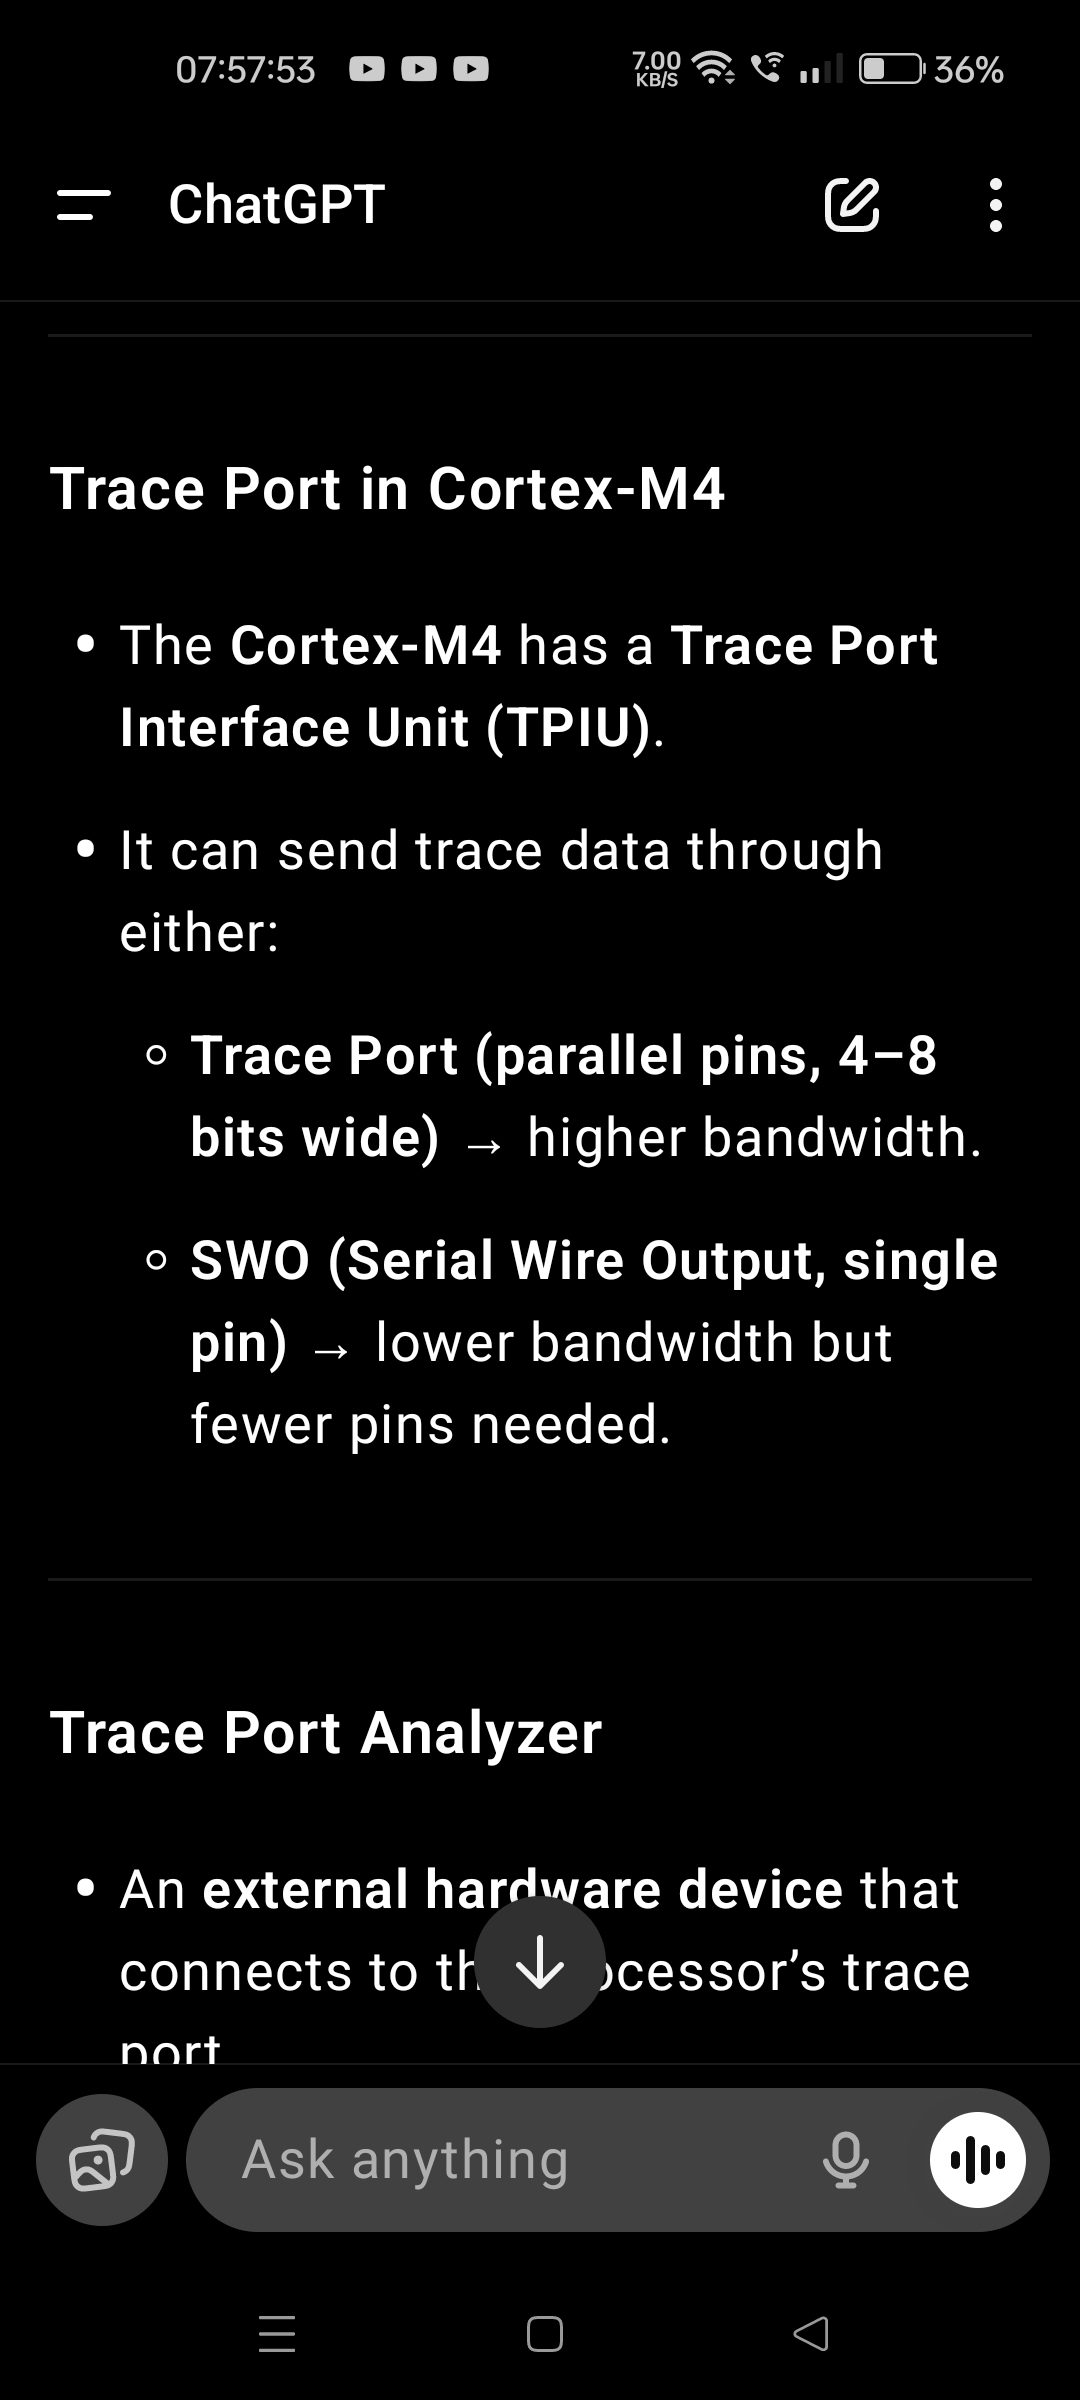 07:57:53 7.00 KB/S 36%
ChatGPT
Trace Port in Cortex-M4
• The Cortex-M4 has a Trace Port
Interface Unit (TPIU).
• It can send trace data through
either:
○ Trace Port (parallel pins, 4–8
bits wide) → higher bandwidth.
○ SWO (Serial Wire Output, single
pin) → lower bandwidth but
fewer pins needed.
Trace Port Analyzer
• An external hardware device that
connects to trace
port
Ask anything